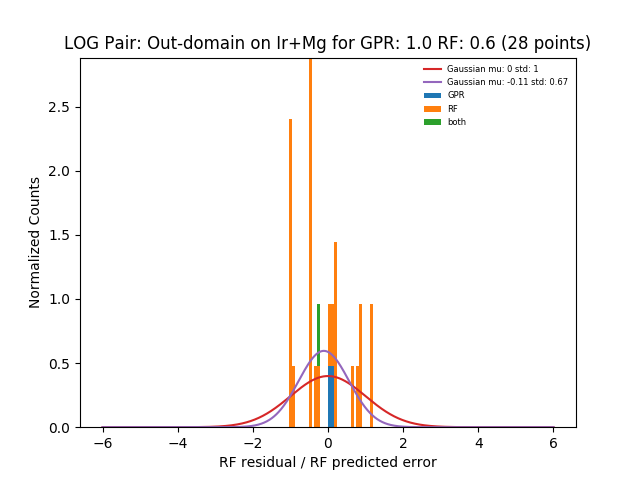 LOG Pair: Out-domain on Ir+Mg for GPR: 1.0 RF: 0.6 (28 points)
Gaussian mu: 0 std: 1
Gaussian mu: -0.11 std: 0.67
GPR
RF
both
Normalized Counts
2.5
2.0
1.5
1.0
0.5
0.0
−6 −4 −2 0 2 4 6
RF residual / RF predicted error